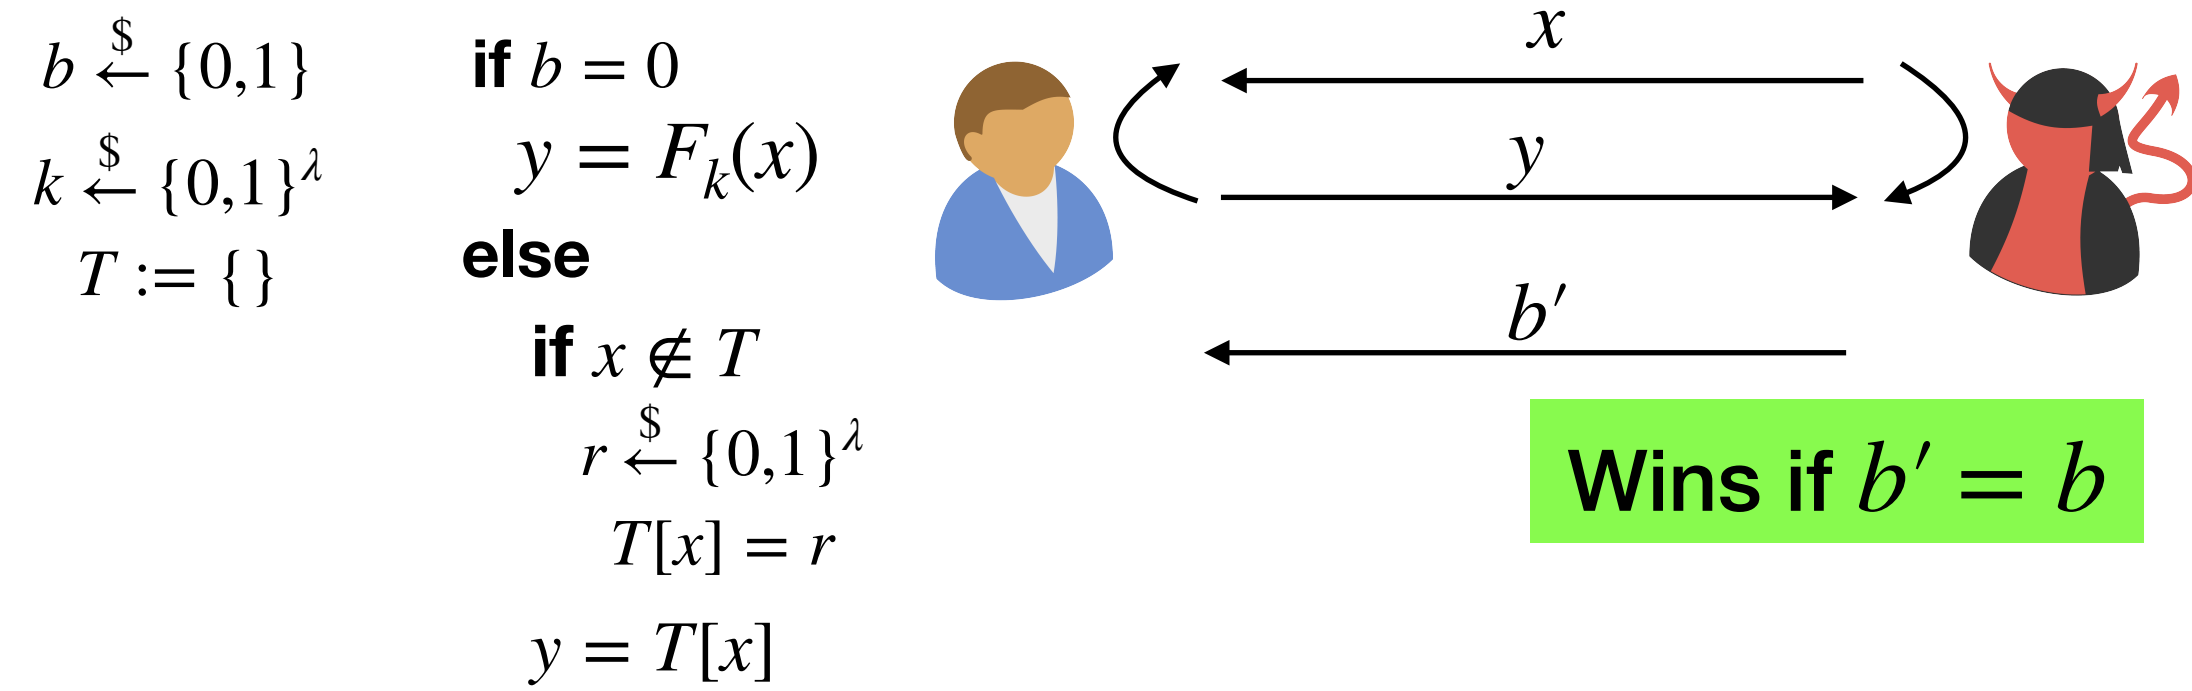 b ←$ {0,1}
k ←$ {0,1}^λ
T := {}
if b = 0
y = F_k(x)
else
if x ∉ T
r ←$ {0,1}^λ
T[x] = r
y = T[x]
x
y
b′
Wins if b′ = b